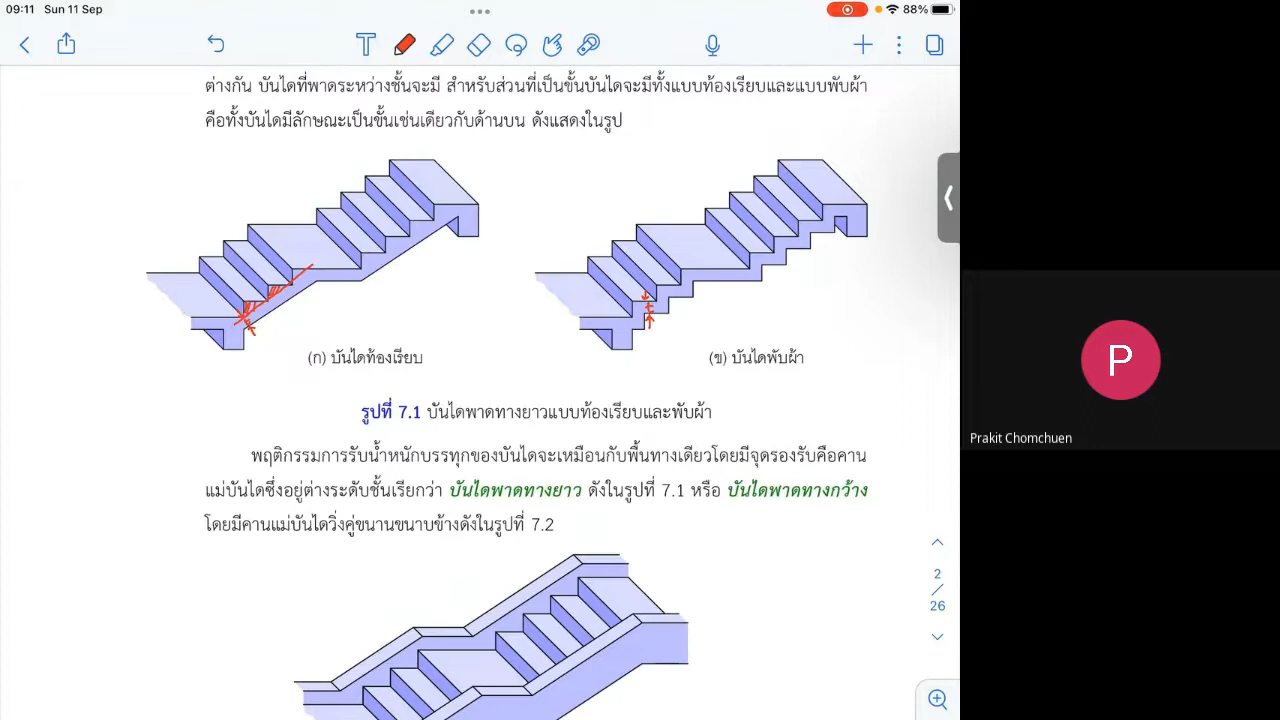 09:11 Sun 11 Sep
88%
ต่างกัน บันไดที่พาดระหว่างชั้นจะมี สำหรับส่วนที่เป็นขั้นบันไดจะมีทั้งแบบท้องเรียบและแบบพับผ้า
คือทั้งบันไดมีลักษณะเป็นขั้นเช่นเดียวกับด้านบน ดังแสดงในรูป
(ก) บันไดท้องเรียบ
(ข) บันไดพับผ้า
t
รูปที่ 7.1 บันไดพาดทางยาวแบบท้องเรียบและพับผ้า
พฤติกรรมการรับน้ำหนักบรรทุกของบันไดจะเหมือนกับพื้นทางเดียวโดยมีจุดรองรับคือคาน
แม่บันไดซึ่งอยู่ต่างระดับชั้นเรียกว่า บันไดพาดทางยาว ดังในรูปที่ 7.1 หรือ บันไดพาดทางกว้าง
โดยมีคานแม่บันไดวิ่งคู่ขนานขนาบข้างดังในรูปที่ 7.2
2
/
26
P
Prakit Chomchuen